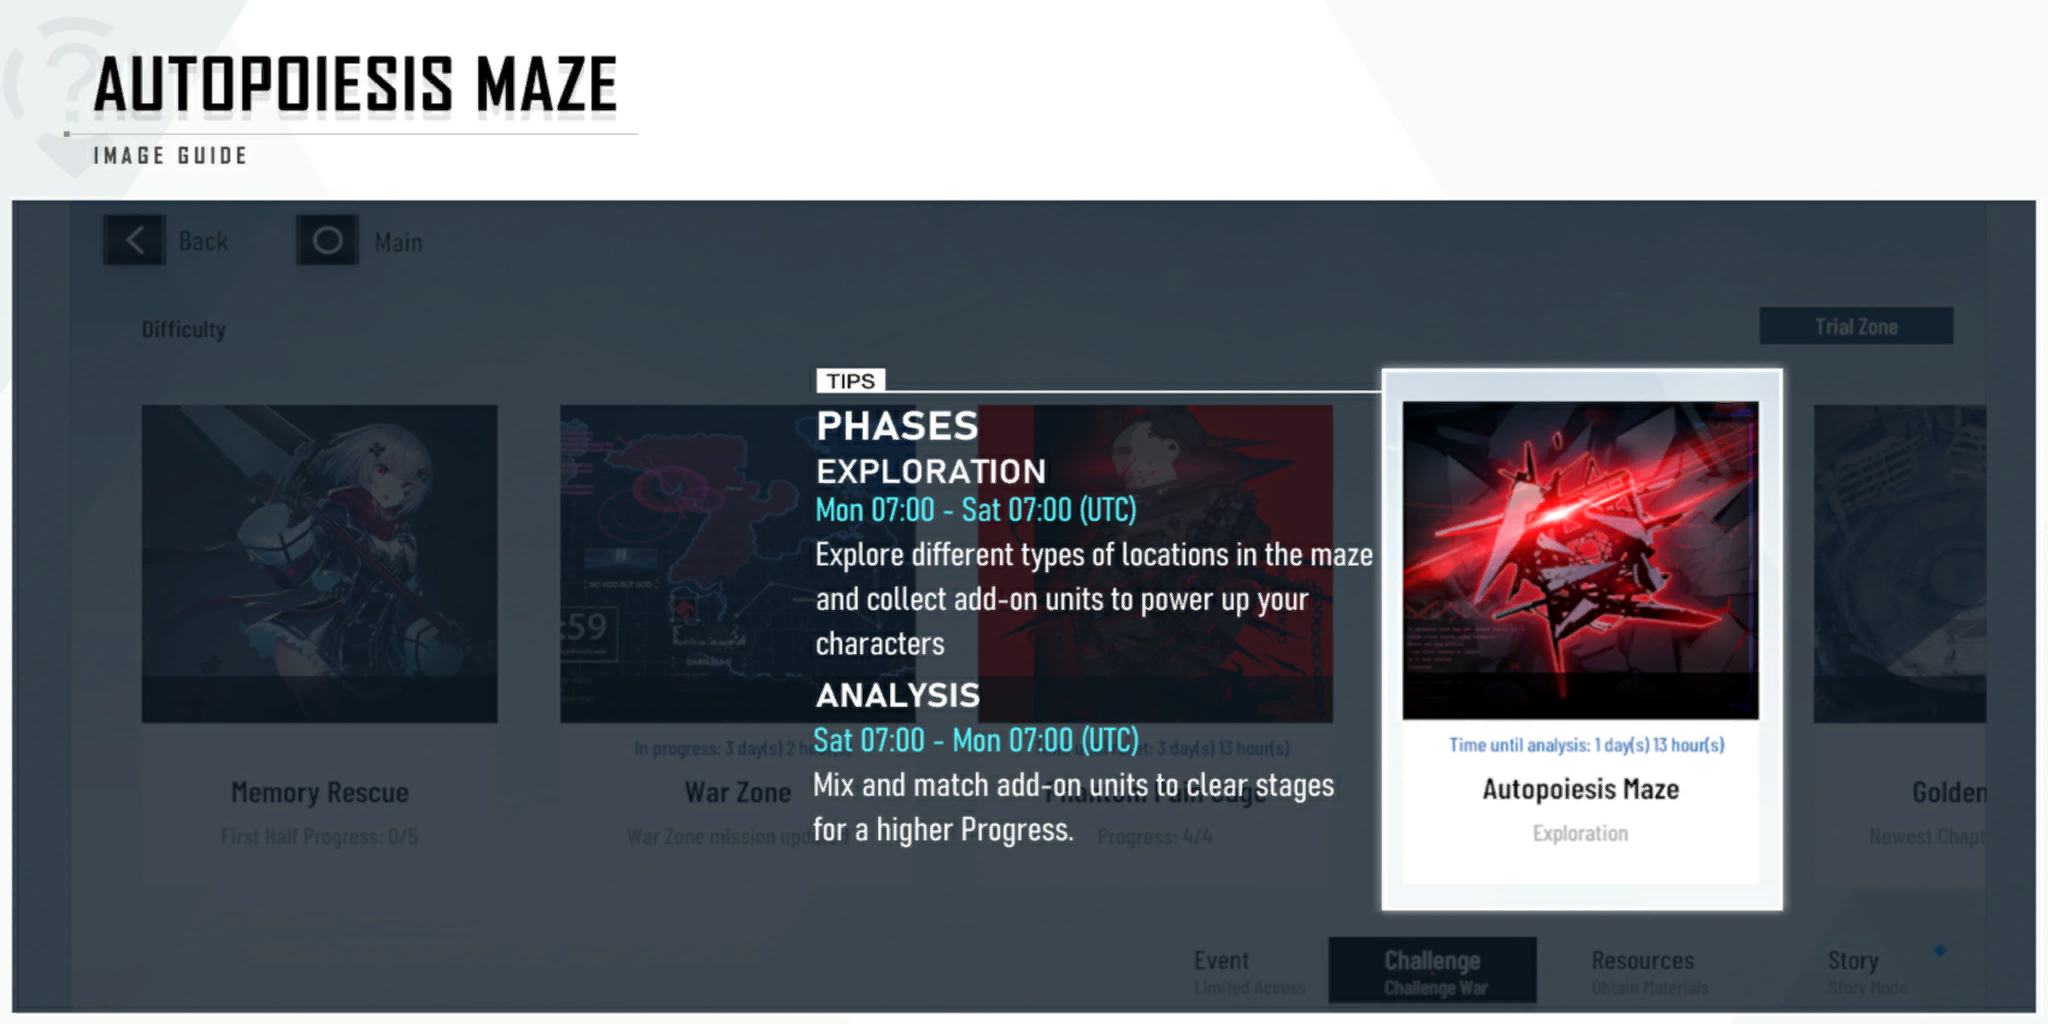 AUTOPOIESIS MAZE
IMAGE GUIDE
Back
Main
Difficulty
Trial Zone
TIPS
PHASES
EXPLORATION
Mon 07:00 - Sat 07:00 (UTC)
Explore different types of locations in the maze
and collect add-on units to power up your
characters
ANALYSIS
Sat 07:00 - Mon 07:00 (UTC)
Mix and match add-on units to clear stages
for a higher Progress.
:59
Memory Rescue
First Half Progress: 0/5
In progress: 3 day(s) 2
War Zone
War Zone mission
3 day(s) 13 hour(s)
Phantom Pain Cage
Progress: 4/4
Time until analysis: 1 day(s) 13 hour(s)
Autopoiesis Maze
Exploration
Golden
Newest Chapt
Event
Limited Access
Challenge
Challenge War
Resources
Obtain Materials
Story
Story Mode